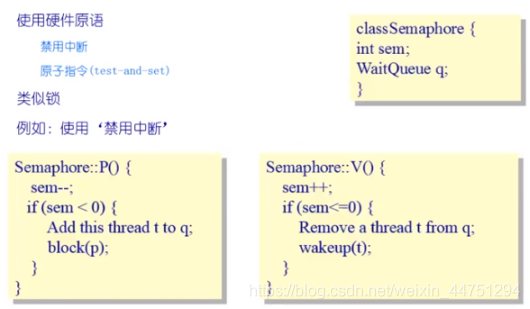 使用硬件原语
禁用中断
原子指令(test-and-set)
类似锁
例如: 使用‘禁用中断’
classSemaphore {
int sem;
WaitQueue q;
}
Semaphore::P() {
sem--;
if (sem < 0) {
Add this thread t to q;
block(p);
}
}
Semaphore::V() {
sem++;
if (sem<=0) {
Remove a thread t from q;
wakeup(t);
}
}
https://blog.csdn.net/weixin_44751294